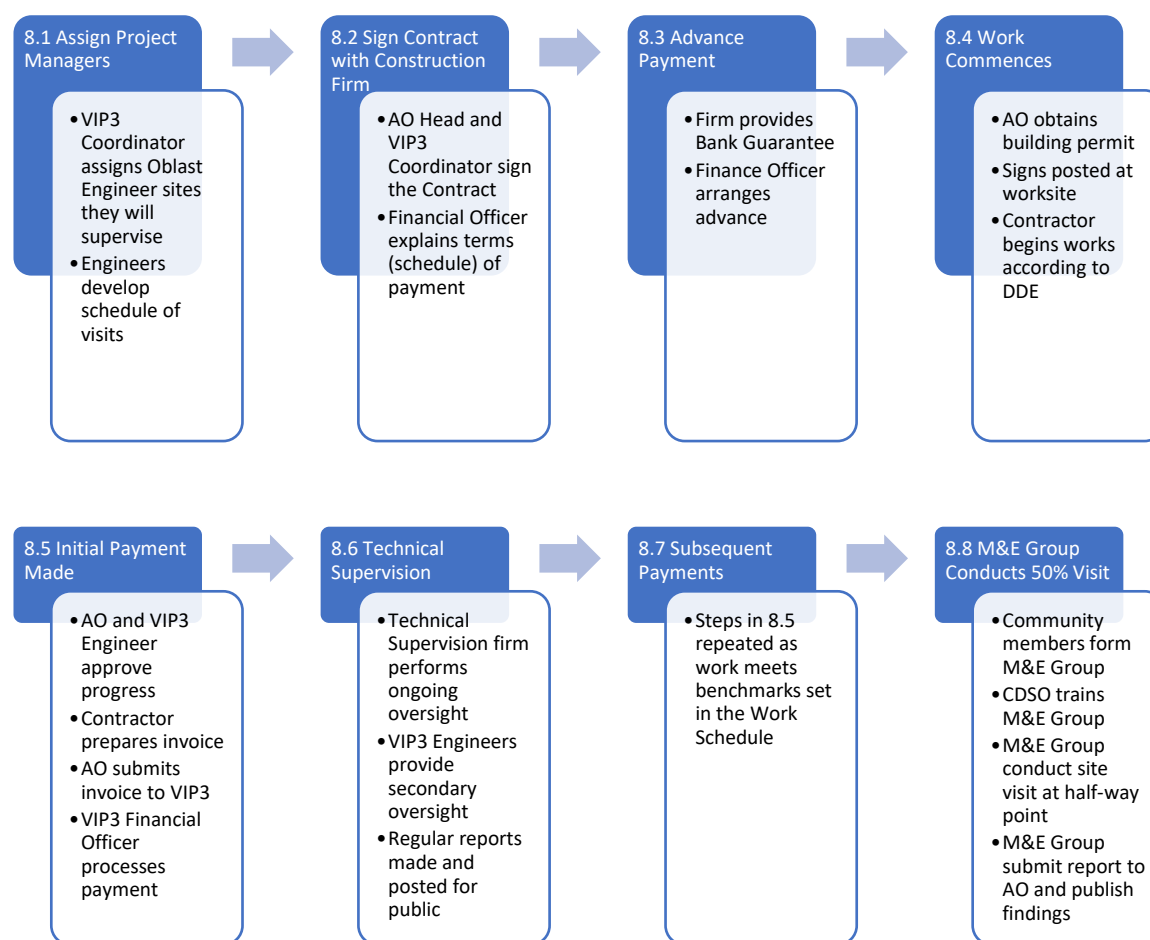 8.1 Assign Project
Managers
• VIP3
Coordinator
assigns Oblast
Engineer sites
they will
supervise
• Engineers
develop
schedule of
visits
8.2 Sign Contract
with Construction
Firm
• AO Head and
VIP3
Coordinator sign
the Contract
• Financial Officer
explains terms
(schedule) of
payment
8.3 Advance
Payment
• Firm provides
Bank Guarantee
• Finance Officer
arranges
advance
8.4 Work
Commences
• AO obtains
building permit
• Signs posted at
worksite
• Contractor
begins works
according to
DDE
8.5 Initial Payment
Made
• AO and VIP3
Engineer
approve
progress
• Contractor
prepares invoice
• AO submits
invoice to VIP3
• VIP3 Financial
Officer
processes
payment
8.6 Technical
Supervision
• Technical
Supervision firm
performs
ongoing
oversight
• VIP3 Engineers
provide
secondary
oversight
• Regular reports
made and
posted for
public
8.7 Subsequent
Payments
• Steps in 8.5
repeated as
work meets
benchmarks set
in the Work
Schedule
8.8 M&E Group
Conducts 50% Visit
• Community
members form
M&E Group
• CDSO trains
M&E Group
• M&E Group
conduct site
visit at half-way
point
• M&E Group
submit report to
AO and publish
findings